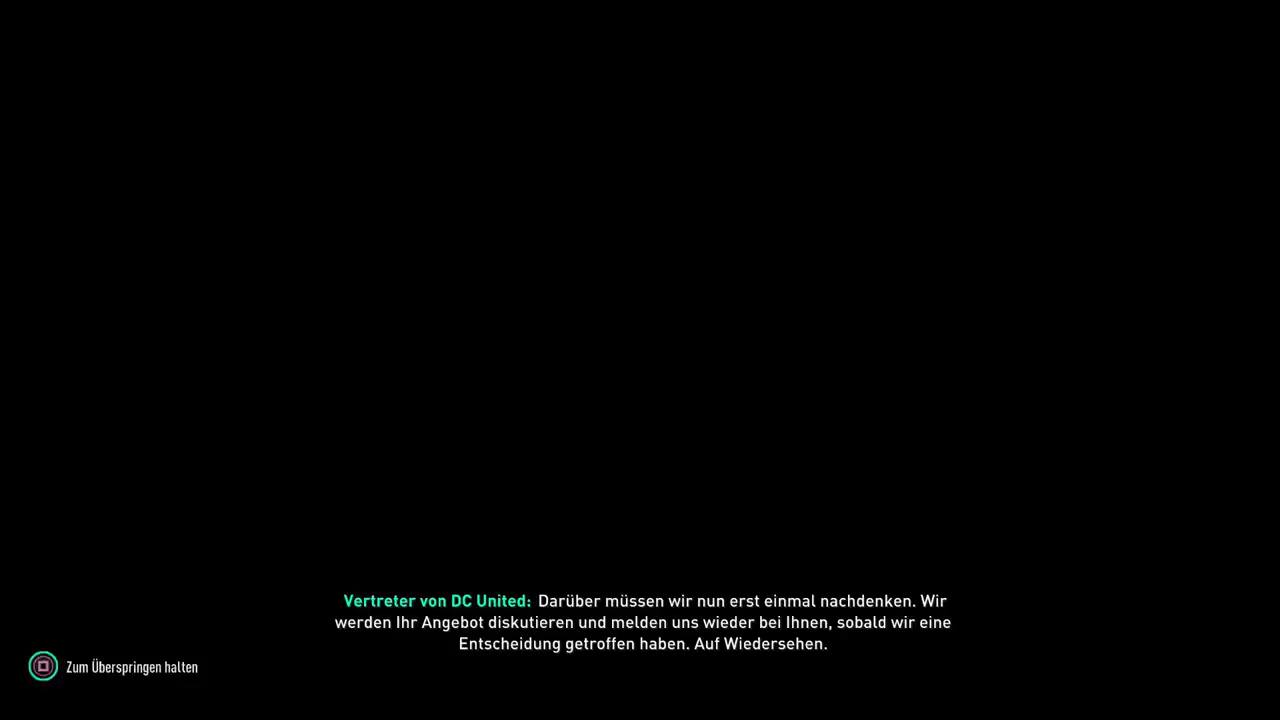 Vertreter von DC United: Darüber müssen wir nun erst einmal nachdenken. Wir
werden Ihr Angebot diskutieren und melden uns wieder bei Ihnen, sobald wir eine
Entscheidung getroffen haben. Auf Wiedersehen.
Zum Überspringen halten